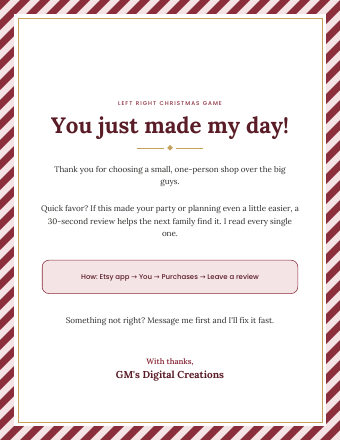 LEFT RIGHT CHRISTMAS GAME
You just made my day!
Thank you for choosing a small, one-person shop over the big
guys.
Quick favor? If this made your party or planning even a little easier, a
30-second review helps the next family find it. I read every single
one.
How: Etsy app → You → Purchases → Leave a review
Something not right? Message me first and I'll fix it fast.
With thanks,
GM's Digital Creations